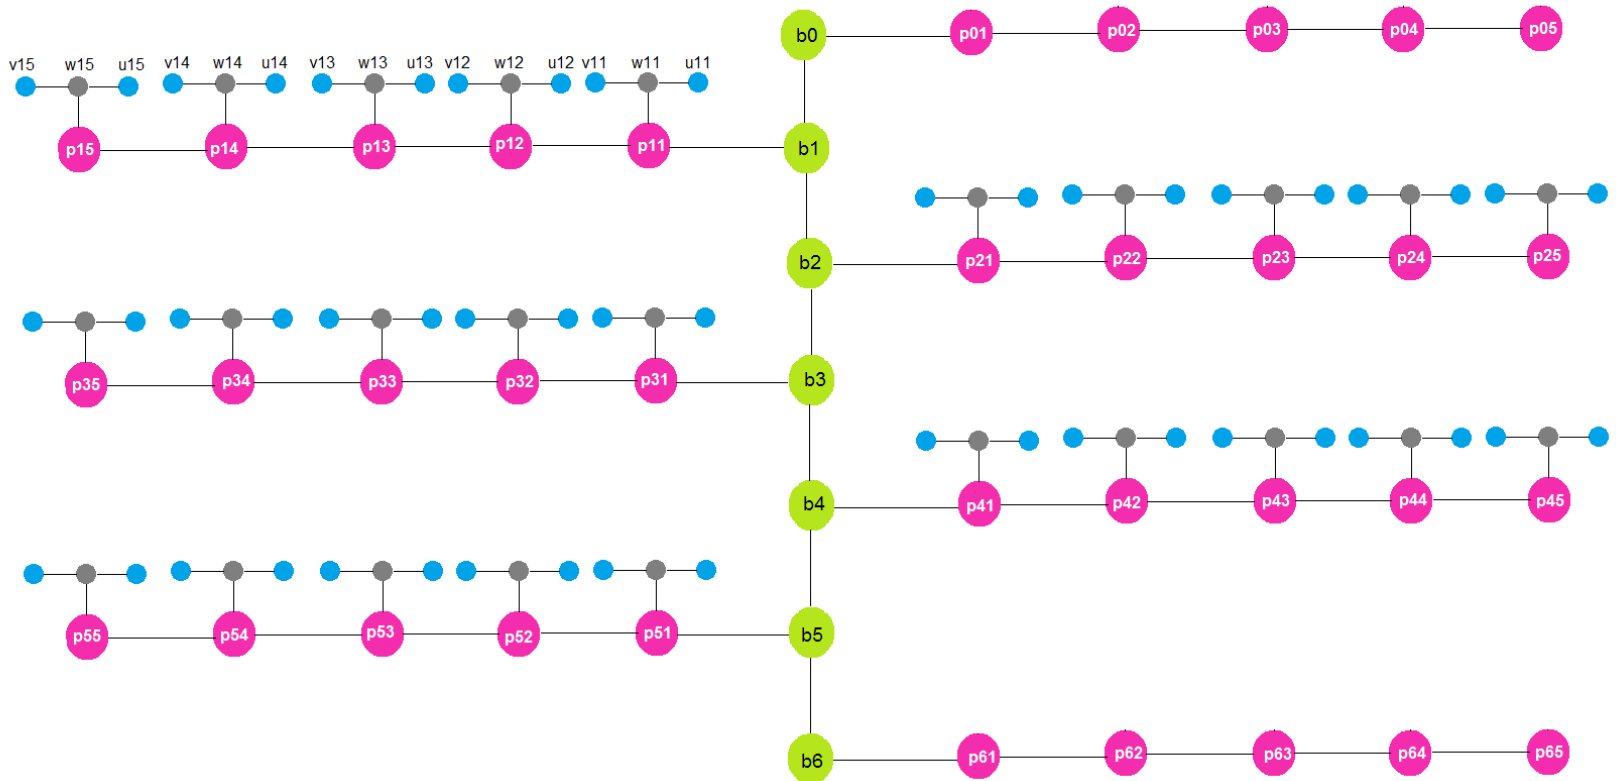 b0 p01 p02 p03 p04 p05
v15 w15 u15 v14 w14 u14 v13 w13 u13 v12 w12 u12 v11 w11 u11
p15 p14 p13 p12 p11 b1
b2 p21 p22 p23 p24 p25
p35 p34 p33 p32 p31 b3
b4 p41 p42 p43 p44 p45
p55 p54 p53 p52 p51 b5
b6 p61 p62 p63 p64 p65